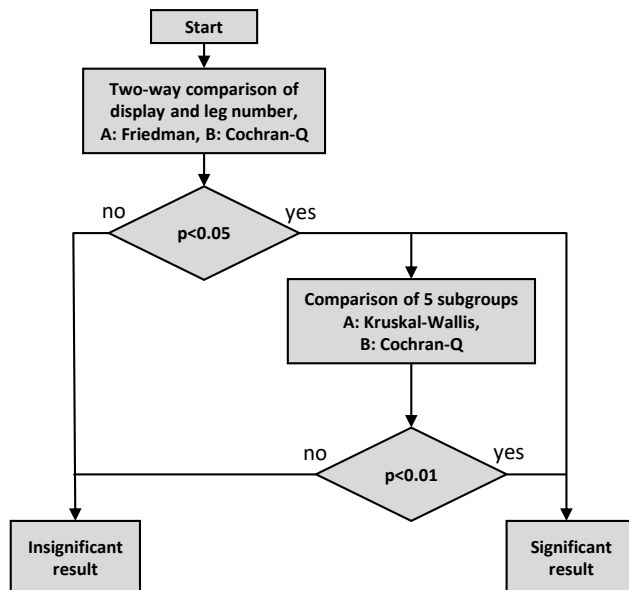 Start
Two-way comparison of
display and leg number,
A: Friedman, B: Cochran-Q
no
yes
p<0.05
Comparison of 5 subgroups
A: Kruskal-Wallis,
B: Cochran-Q
no
yes
p<0.01
Insignificant
result
Significant
result